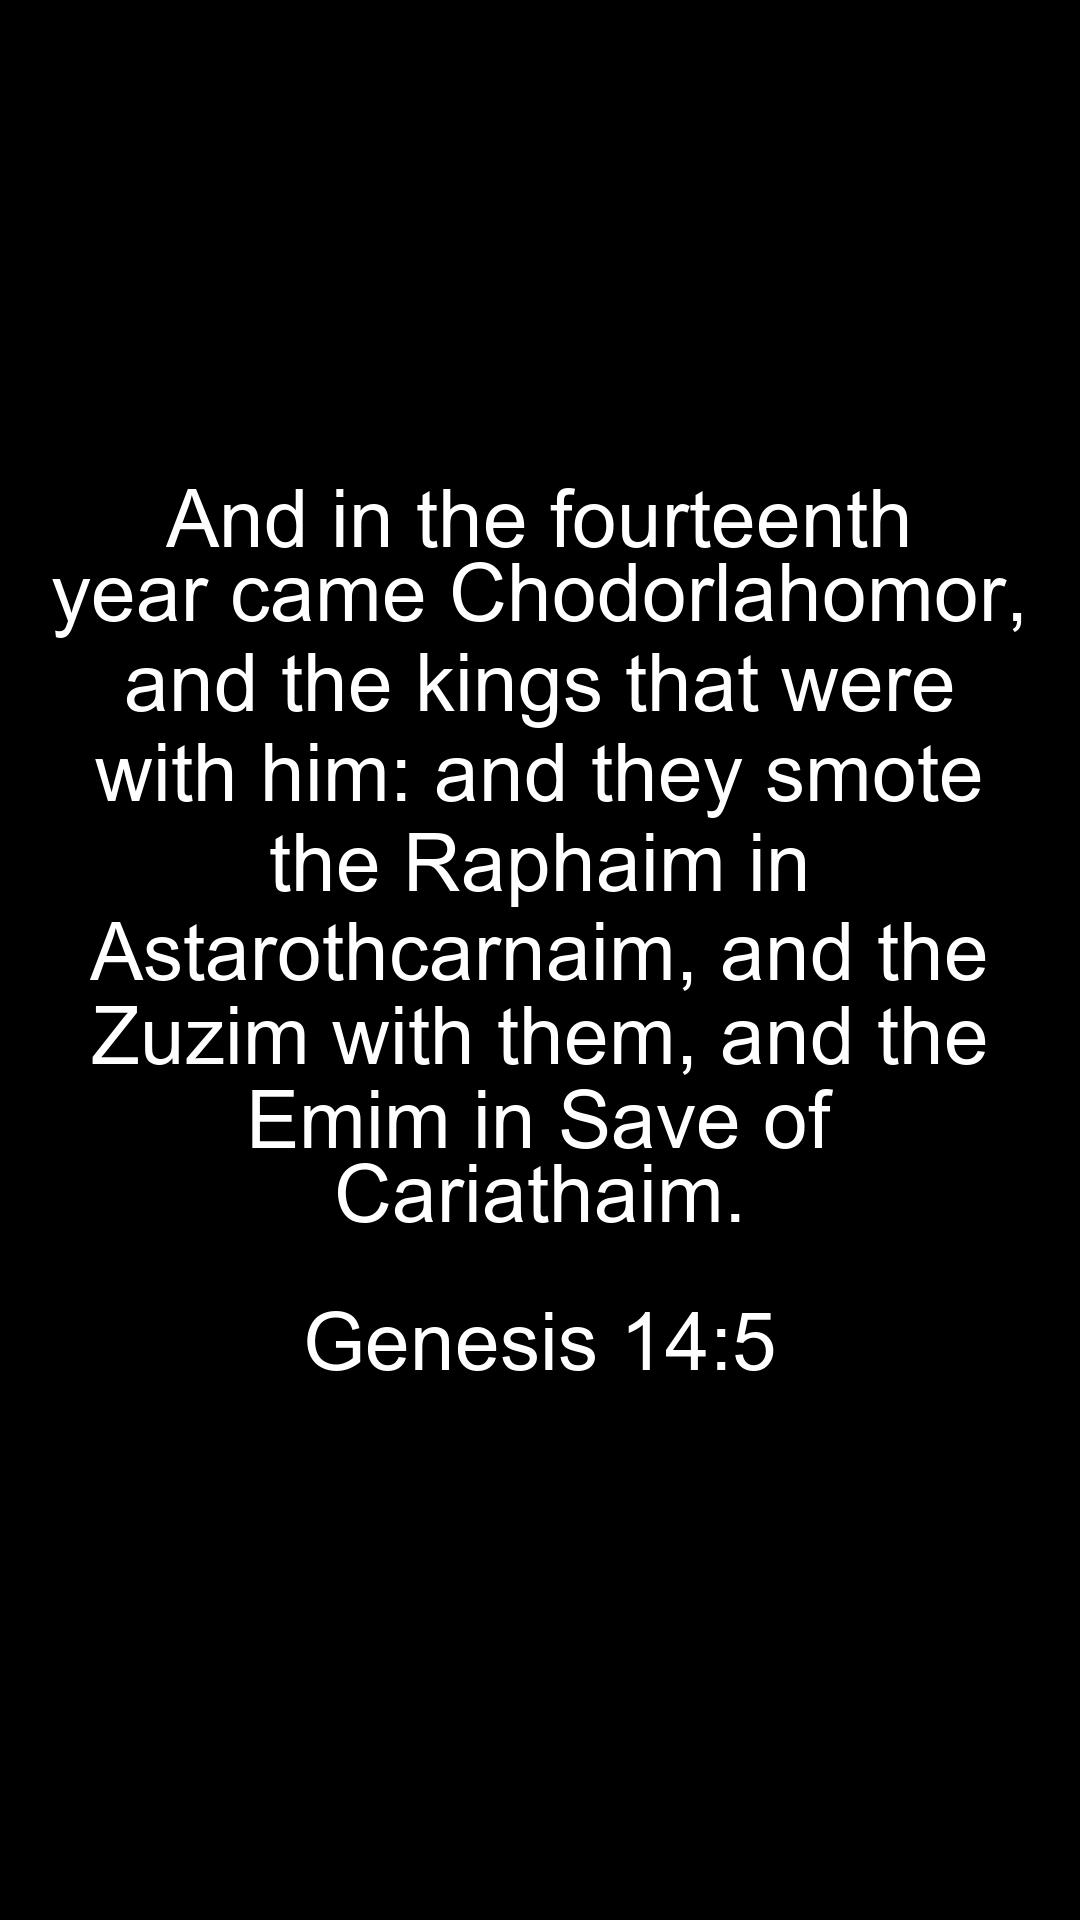 And in the fourteenth
year came Chodorlahomor,
and the kings that were
with him: and they smote
the Raphaim in
Astarothcarnaim, and the
Zuzim with them, and the
Emim in Save of
Cariathaim.
Genesis 14:5